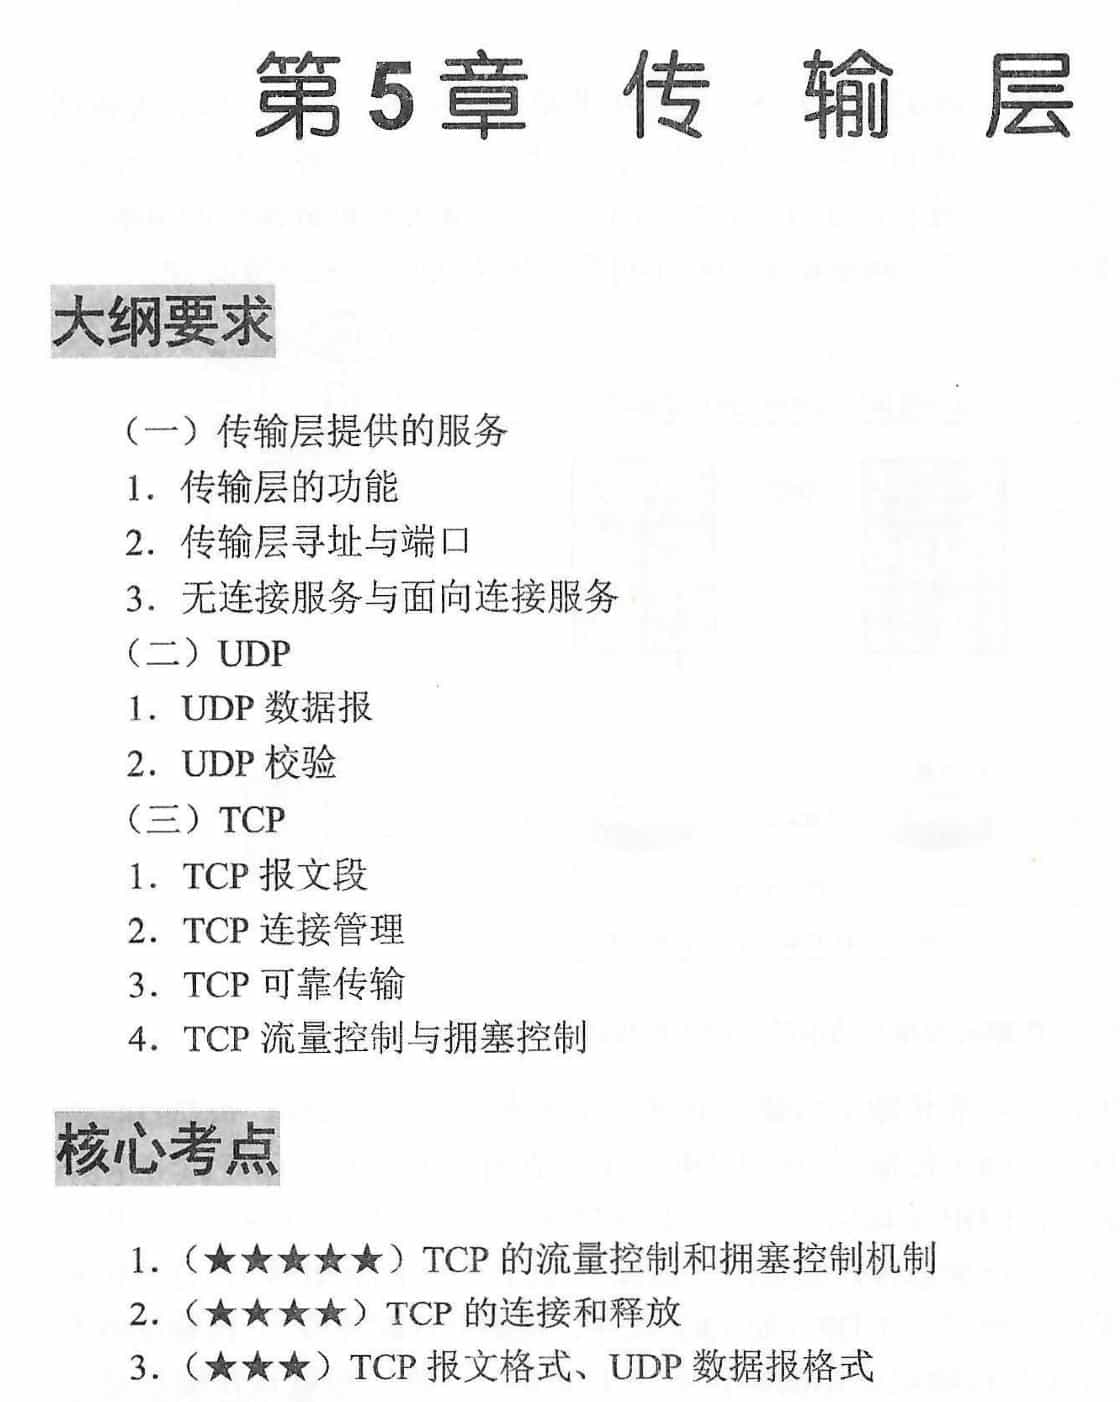 第5章 传 输 层
大纲要求
（一）传输层提供的服务
1. 传输层的功能
2. 传输层寻址与端口
3. 无连接服务与面向连接服务
（二）UDP
1. UDP 数据报
2. UDP 校验
（三）TCP
1. TCP 报文段
2. TCP 连接管理
3. TCP 可靠传输
4. TCP 流量控制与拥塞控制
核心考点
1.（★★★★★）TCP 的流量控制和拥塞控制机制
2.（★★★★）TCP 的连接和释放
3.（★★★）TCP 报文格式、UDP 数据报格式